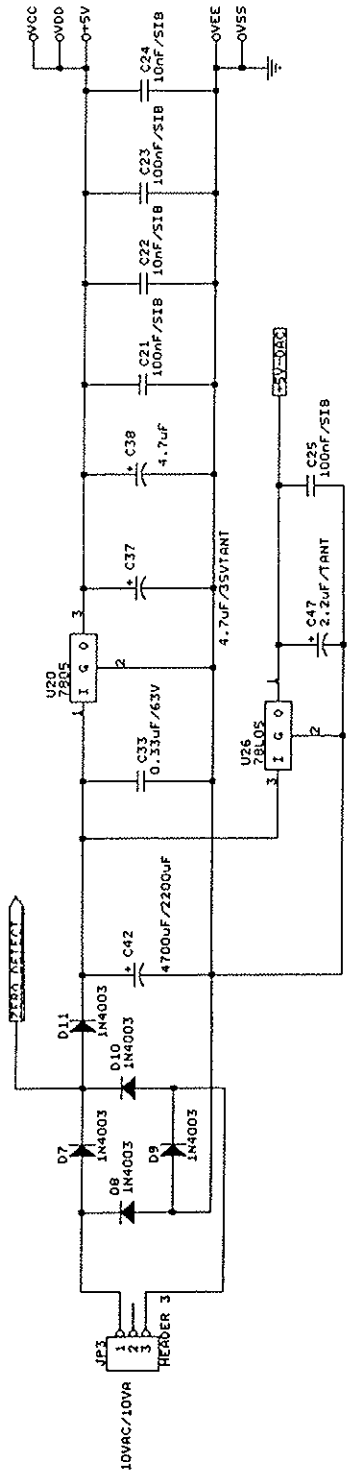 10VAC/10VA
JP3
1
2
3
HEADER 3
D7
1N4003
D8
1N4003
D9
1N4003
D10
1N4003
D11
1N4003
ZERO DETECT
C42
4700uF/2200uF
C33
0.33uF/63V
U20
7805
1
I G O
3
2
C37
4.7uF/35VTANT
C38
4.7uF
C21
100nF/SIB
C22
10nF/SIB
C23
100nF/SIB
C24
10nF/SIB
VCC
VDD
+5V
VEE
VSS
U26
78L05
3
I G O
1
2
C47
2.2uF/TANT
C25
100nF/SIB
+5V-DAC